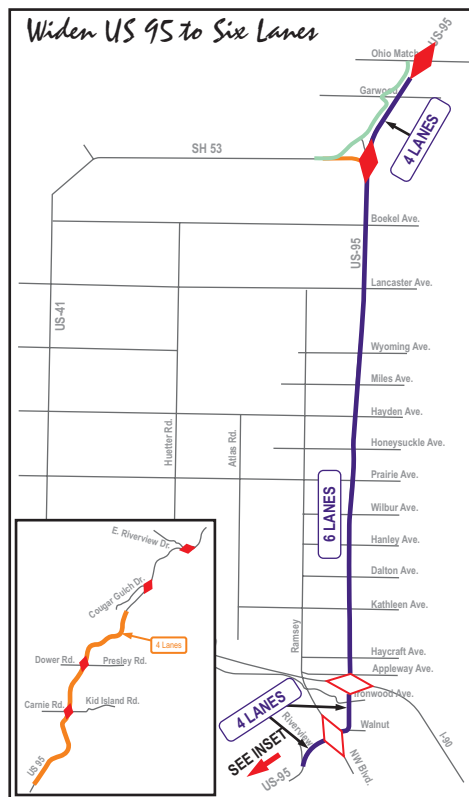 Widen US 95 to Six Lanes
US-95
Ohio Match
Garwood
4 LANES
SH 53
Boekel Ave.
US-95
Lancaster Ave.
US-41
Wyoming Ave.
Miles Ave.
Hayden Ave.
Huetter Rd.
Atlas Rd.
Honeysuckle Ave.
Prairie Ave.
6 LANES
Wilbur Ave.
Hanley Ave.
Dalton Ave.
Kathleen Ave.
Ramsey
Haycraft Ave.
Appleway Ave.
Ironwood Ave.
4 LANES
Riverview
Walnut
I-90
SEE INSET
NW Blvd.
US-95
E. Riverview Dr.
Cougar Gulch Dr.
4 Lanes
Dower Rd.
Presley Rd.
Carnie Rd.
Kid Island Rd.
US 95